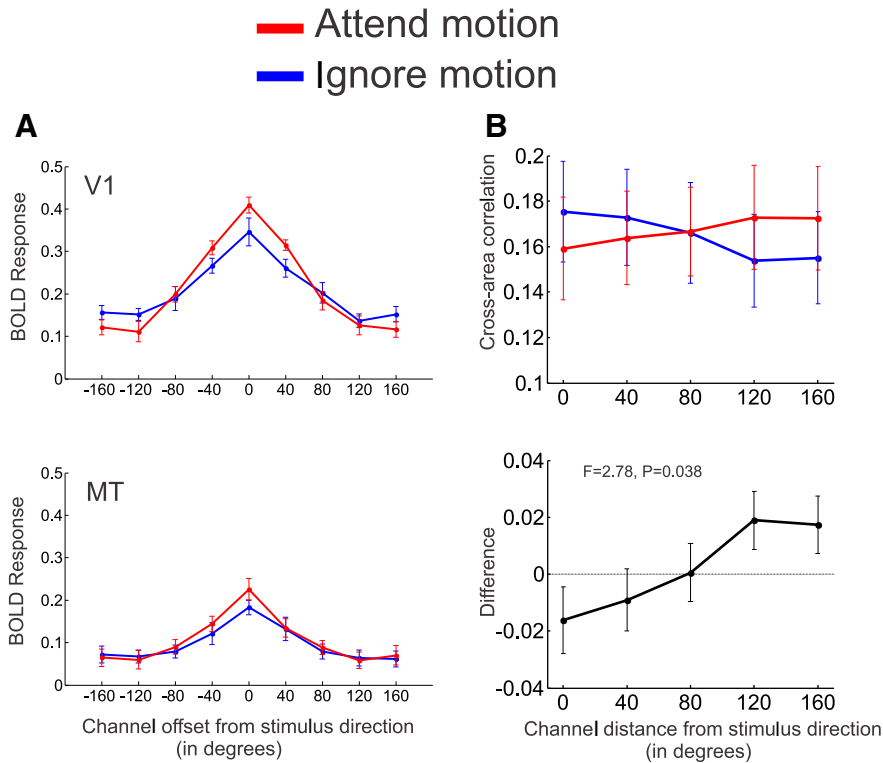 Attend motion
Ignore motion
A
V1
BOLD Response
0.5
0.4
0.3
0.2
0.1
0
-160 -120 -80 -40 0 40 80 120 160
MT
BOLD Response
0.5
0.4
0.3
0.2
0.1
0
-160 -120 -80 -40 0 40 80 120 160
Channel offset from stimulus direction
(in degrees)
B
Cross-area correlation
0.2
0.18
0.16
0.14
0.12
0.1
0 40 80 120 160
F=2.78, P=0.038
Difference
0.04
0.02
0
-0.02
-0.04
0 40 80 120 160
Channel distance from stimulus direction
(in degrees)